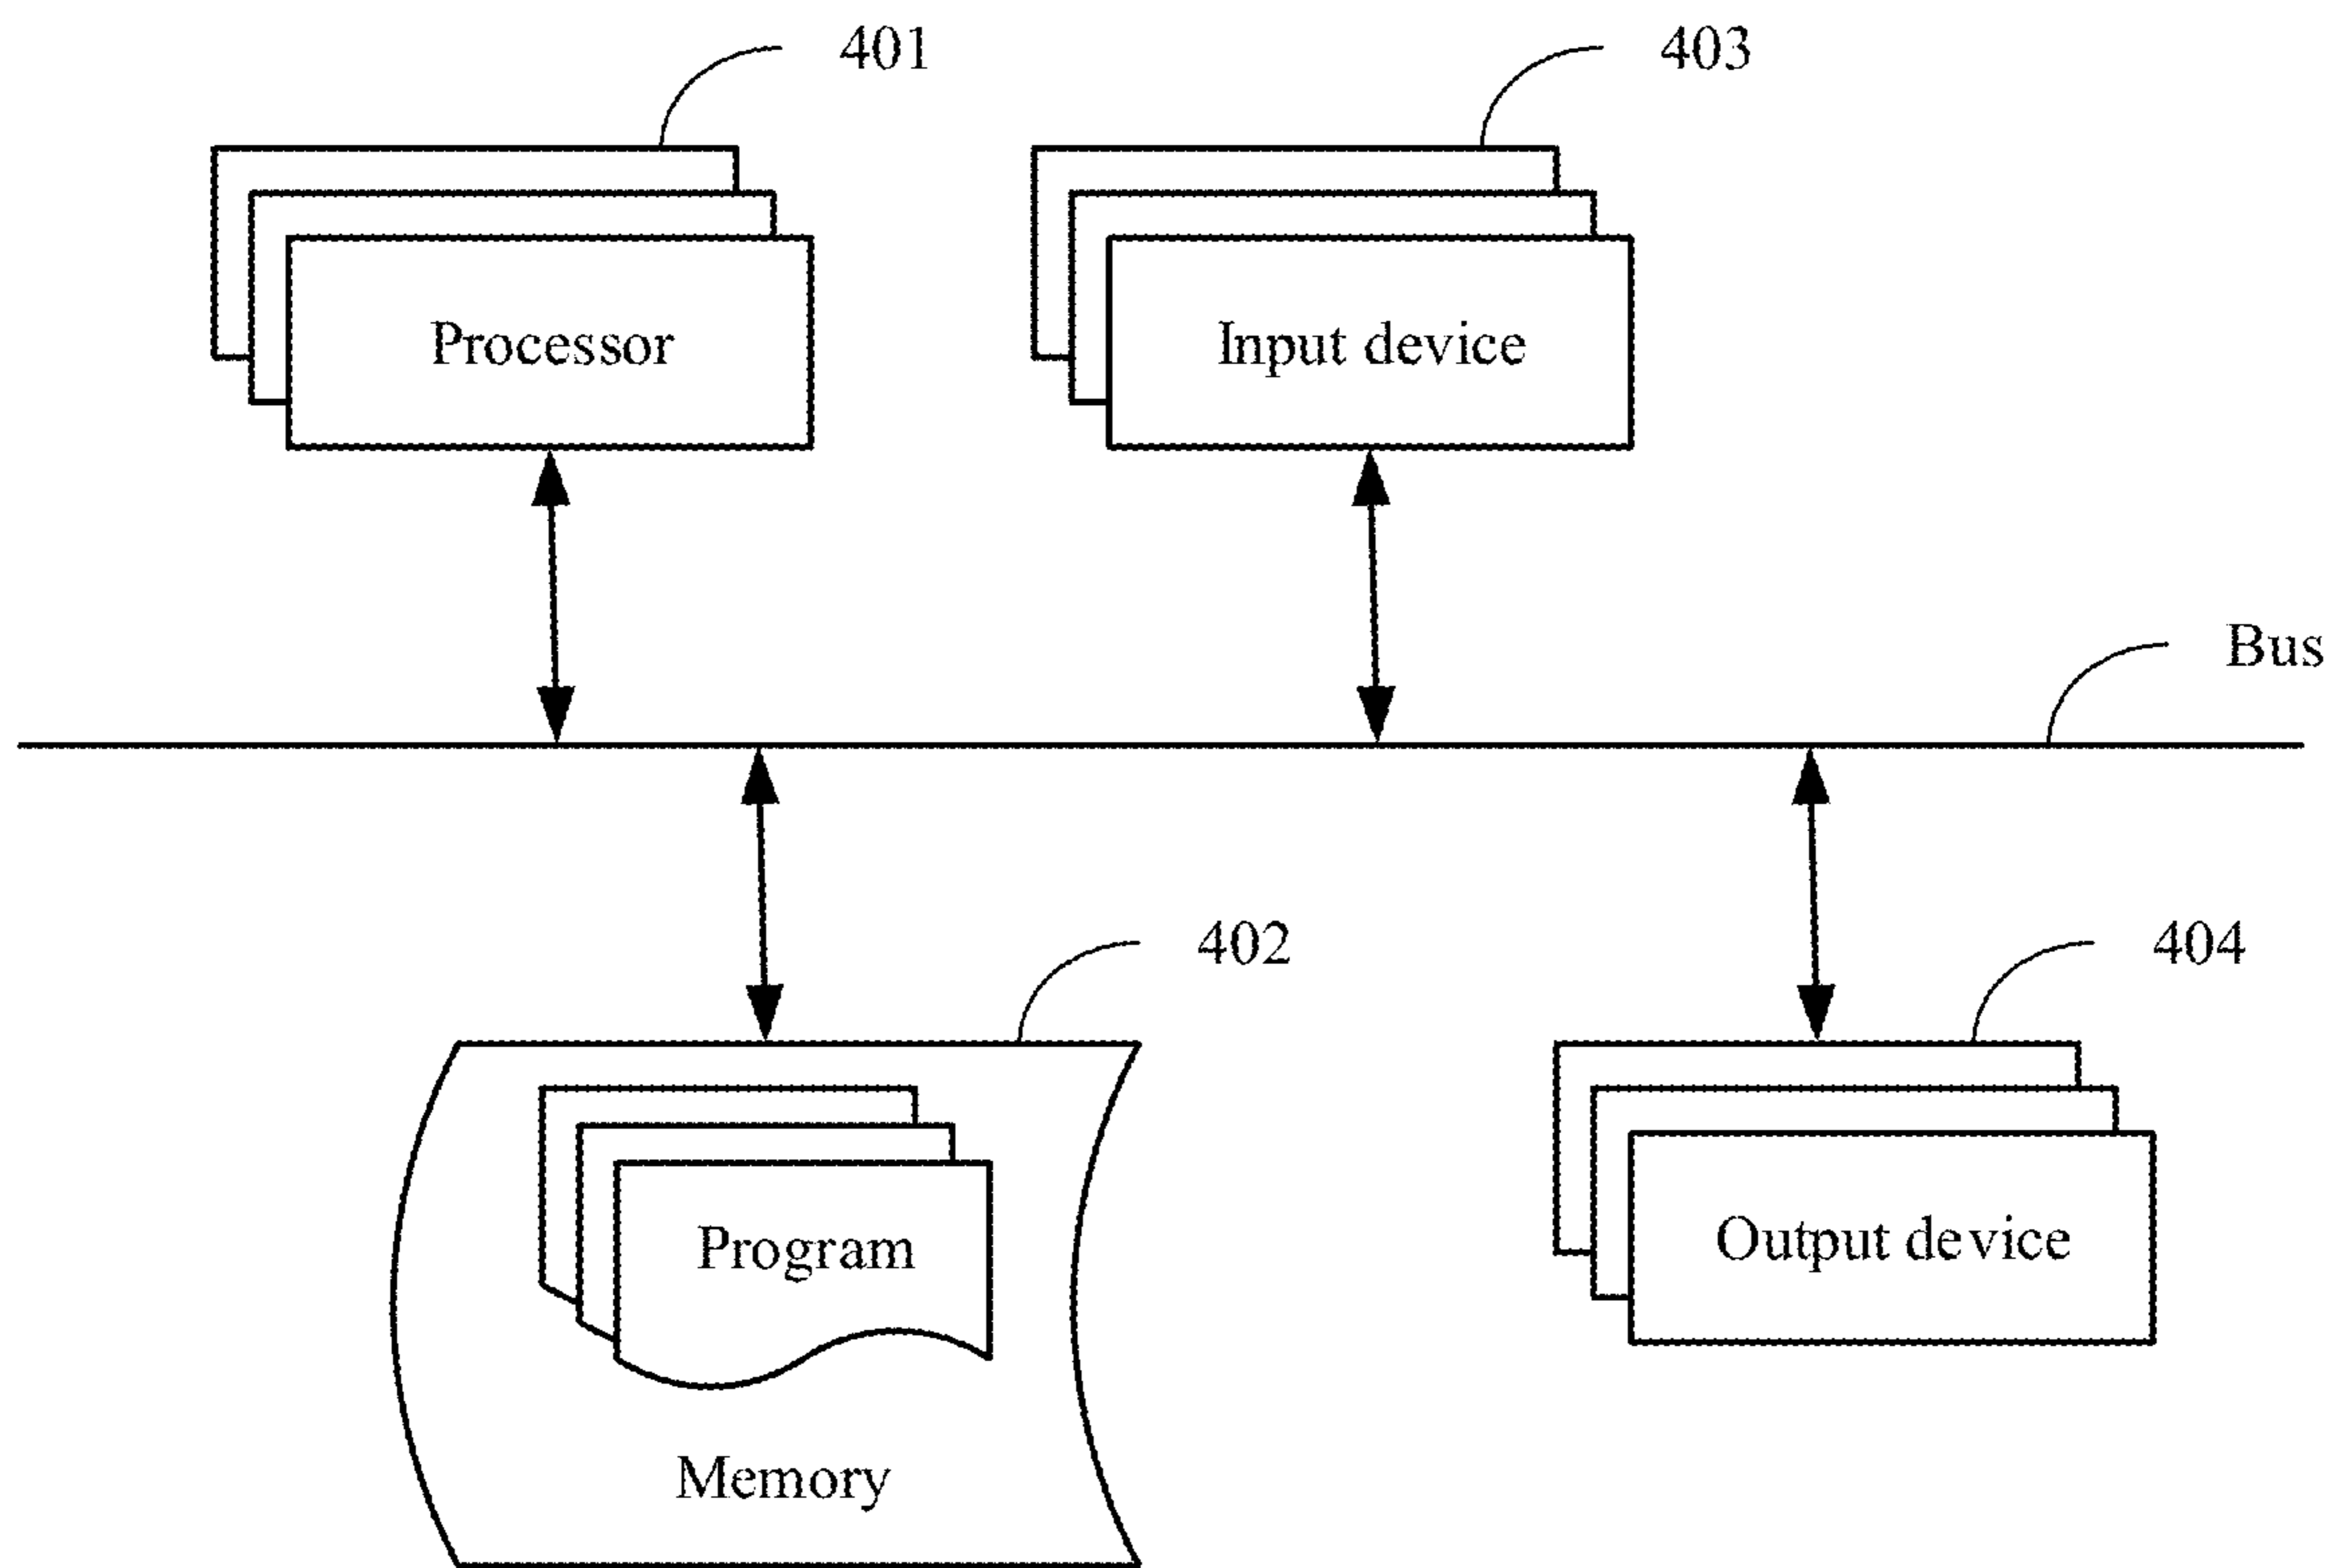 401
403
Processor
Input device
Bus
402
404
Program
Output device
Memory